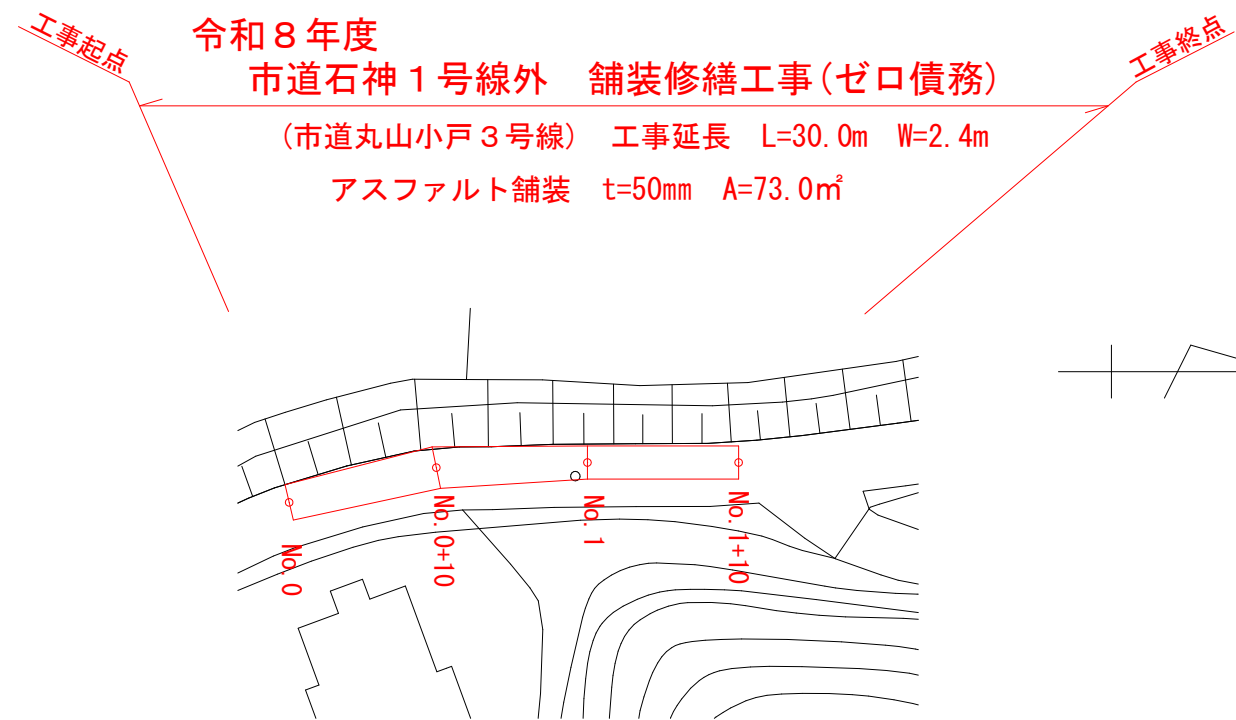 工事起点
工事終点
令和８年度
市道石神１号線外　舗装修繕工事(ゼロ債務)
(市道丸山小戸３号線)　工事延長　L=30.0m　W=2.4m
アスファルト舗装　t=50mm　A=73.0㎡
No. 0
No. 0+10
No. 1
No. 1+10